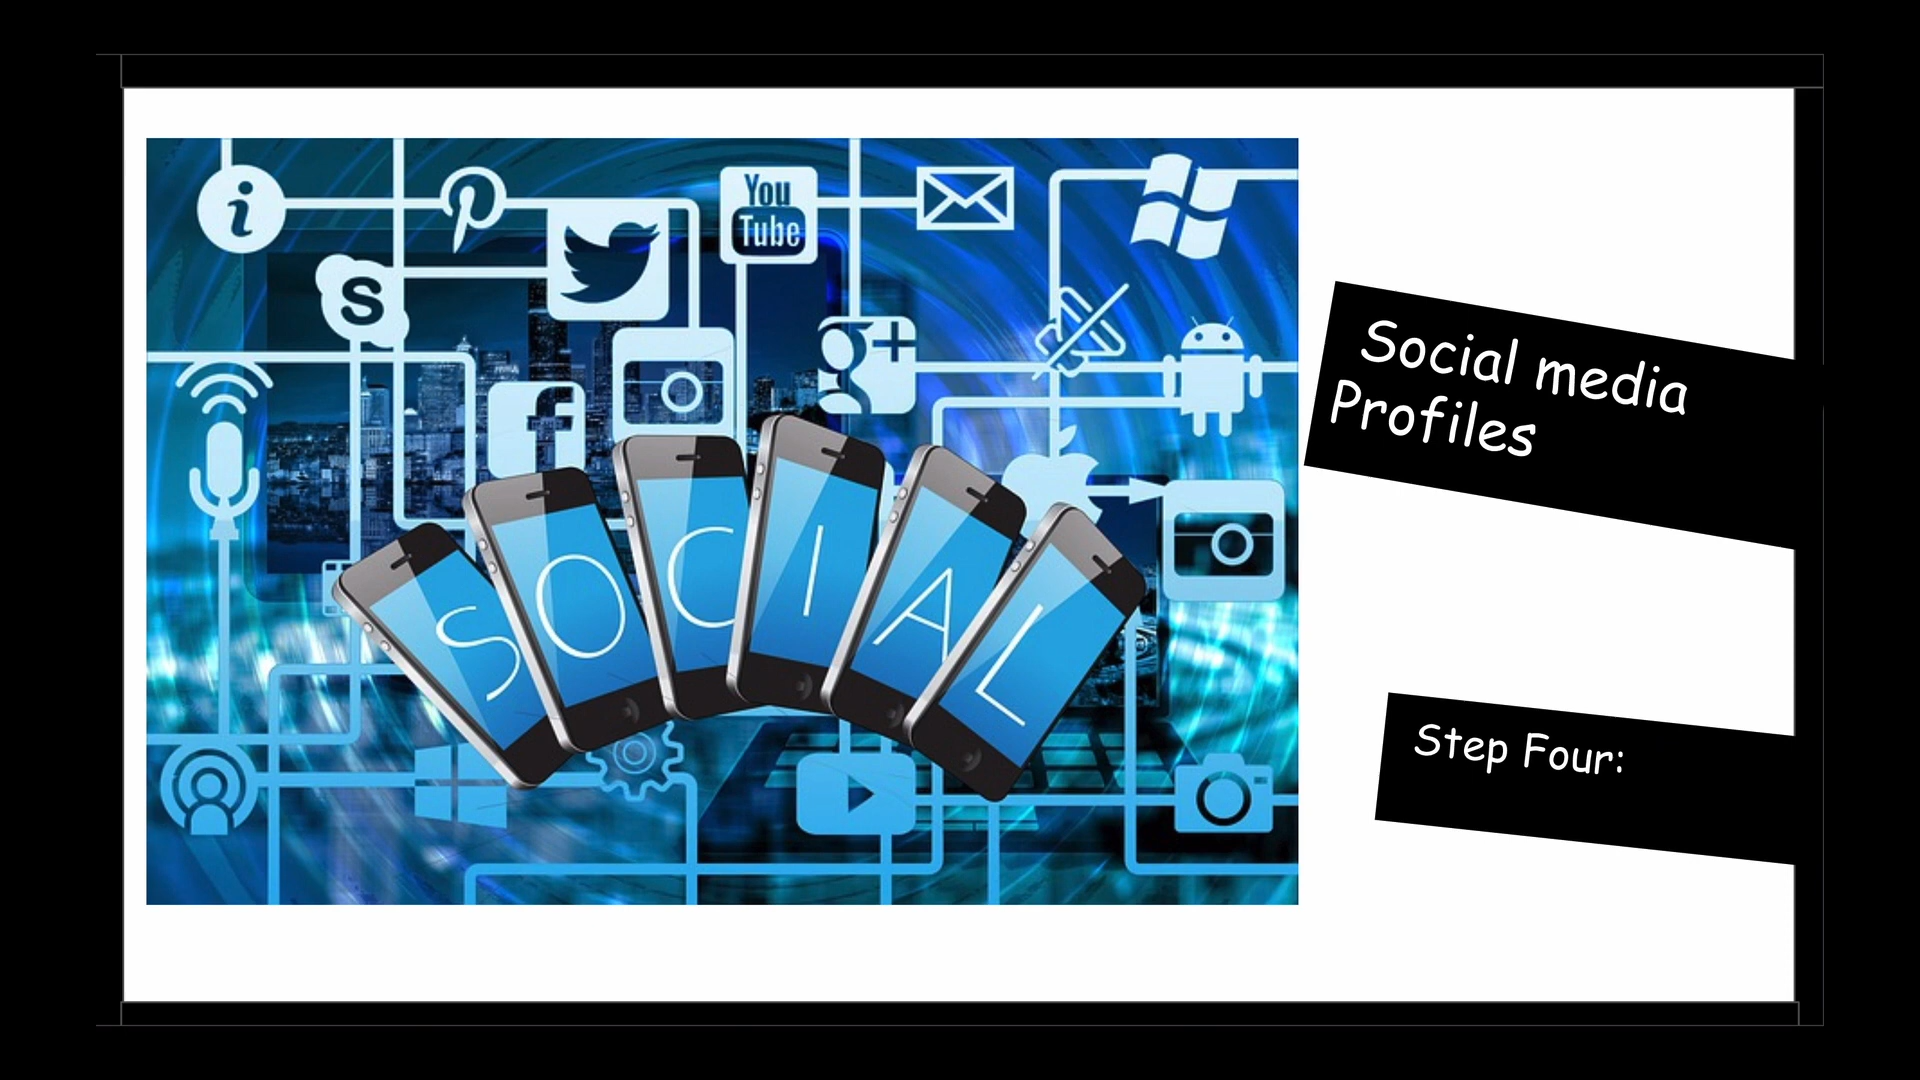 You
Tube
SOCIAL
Social media
Profiles
Step Four: